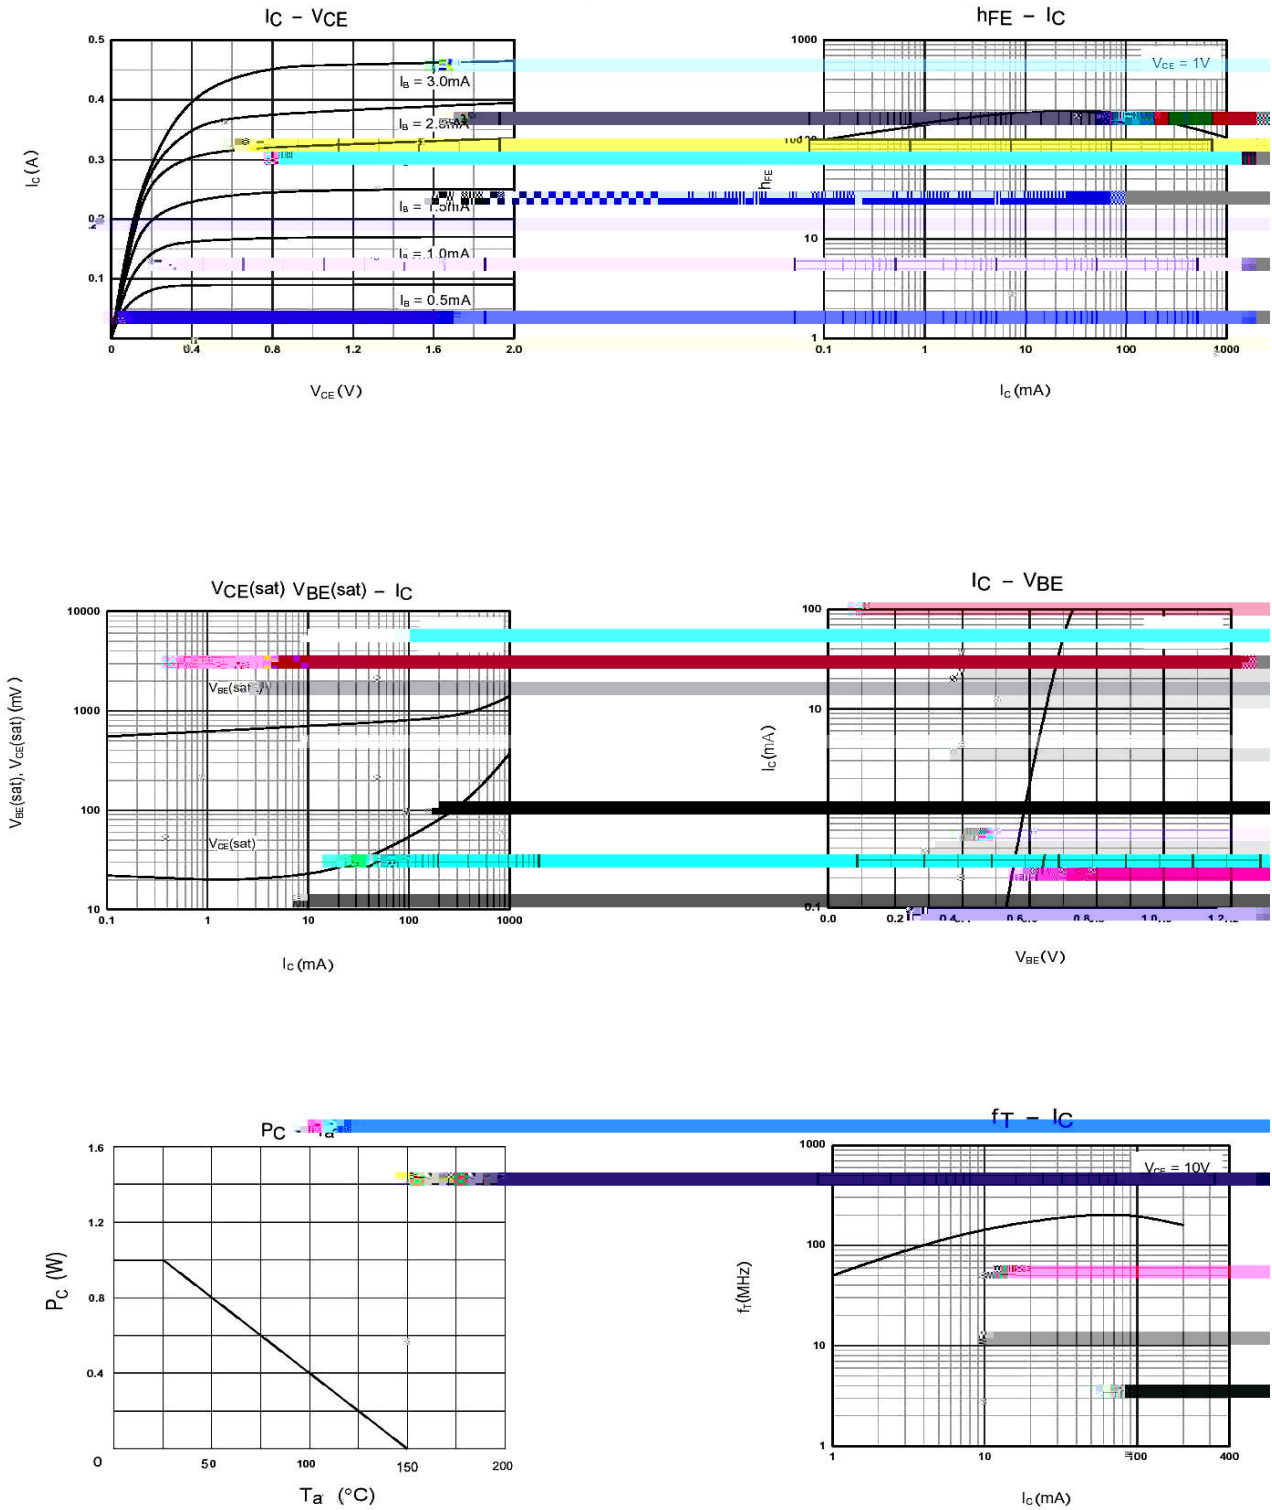 IC – VCE
0.5
0.4
0.3
0.2
0.1
0
0.4
0.8
1.2
1.6
2.0
IC (A)
VCE (V)
IB = 3.0mA
IB = 2.5mA
IB = 1.5mA
IB = 1.0mA
IB = 0.5mA
hFE – IC
1000
100
10
1
0.1
1
10
100
1000
hFE
IC (mA)
VCE = 1V
VCE(sat) VBE(sat) – IC
10000
1000
100
10
0.1
1
10
100
1000
VBE(sat), VCE(sat) (mV)
IC (mA)
VBE(sat)
VCE(sat)
IC – VBE
100
10
0.1
0.0
0.2
IC (mA)
VBE (V)
PC
1.6
1.2
0.8
0.4
O
50
100
150
200
PC (W)
Ta (°C)
fT – IC
1000
100
10
1
1
10
100
400
fT (MHz)
IC (mA)
VCE = 10V